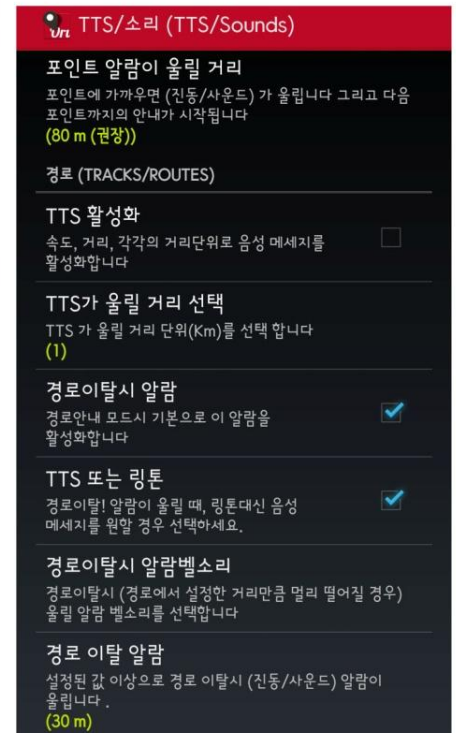 Ori TTS/소리 (TTS/Sounds)
포인트 알람이 울릴 거리
포인트에 가까우면 (진동/사운드) 가 울립니다 그리고 다음
포인트까지의 안내가 시작됩니다
(80 m (권장))
경로 (TRACKS/ROUTES)
TTS 활성화
속도, 거리, 각각의 거리단위로 음성 메세지를
활성화합니다
TTS가 울릴 거리 선택
TTS 가 울릴 거리 단위(Km)를 선택 합니다
(1)
경로이탈시 알람
경로안내 모드시 기본으로 이 알람을
활성화합니다
TTS 또는 링톤
경로이탈! 알람이 울릴 때, 링톤대신 음성
메세지를 원할 경우 선택하세요.
경로이탈시 알람벨소리
경로이탈시 (경로에서 설정한 거리만큼 멀리 떨어질 경우)
울릴 알람 벨소리를 선택합니다
경로 이탈 알람
설정된 값 이상으로 경로 이탈시 (진동/사운드) 알람이
울립니다 .
(30 m)